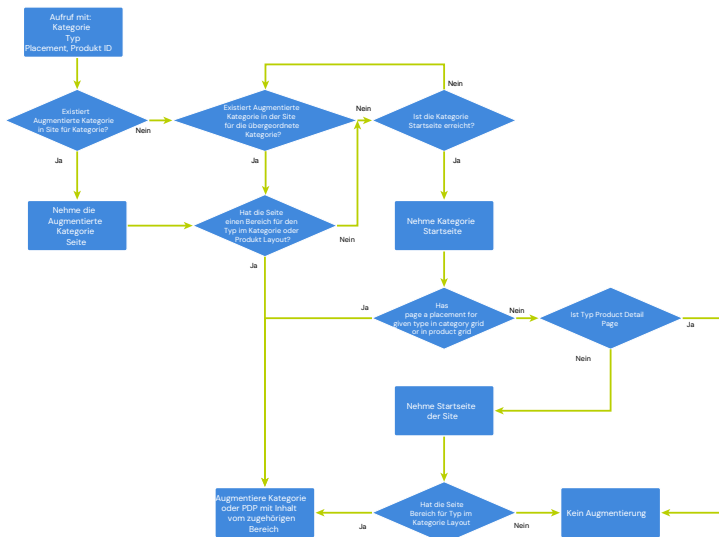 Aufruf mit:
Kategorie
Typ
Placement, Produkt ID
Nein
Existiert
Augmentierte Kategorie
in Site für Kategorie?
Nein
Existiert Augmentierte
Kategorie in der Site
für die übergeordnete
Kategorie?
Nein
Ist die Kategorie
Startseite erreicht?
Ja
Ja
Ja
Nehme die
Augmentierte
Kategorie
Seite
Hat die Seite
einen Bereich für den
Typ im Kategorie oder
Produkt Layout?
Nein
Nehme Kategorie
Startseite
Ja
Ja
Has
page a placement for
given type in category grid
or in product grid
Nein
Ist Typ Product Detail
Page
Ja
Nein
Nehme Startseite
der Site
Augmentiere Kategorie
oder PDP mit Inhalt
vom zugehörigen
Bereich
Ja
Hat die Seite
Bereich für Typ im
Kategorie Layout
Nein
Kein Augmentierung